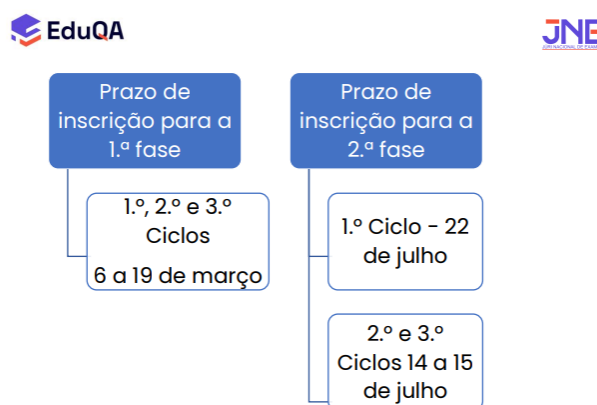 EduQA
JNE
JÚRI NACIONAL DE EXAM
Prazo de
inscrição para a
1.ª fase
1.º, 2.º e 3.º
Ciclos
6 a 19 de março
Prazo de
inscrição para a
2.ª fase
1.º Ciclo - 22
de julho
2.º e 3.º
Ciclos 14 a 15
de julho